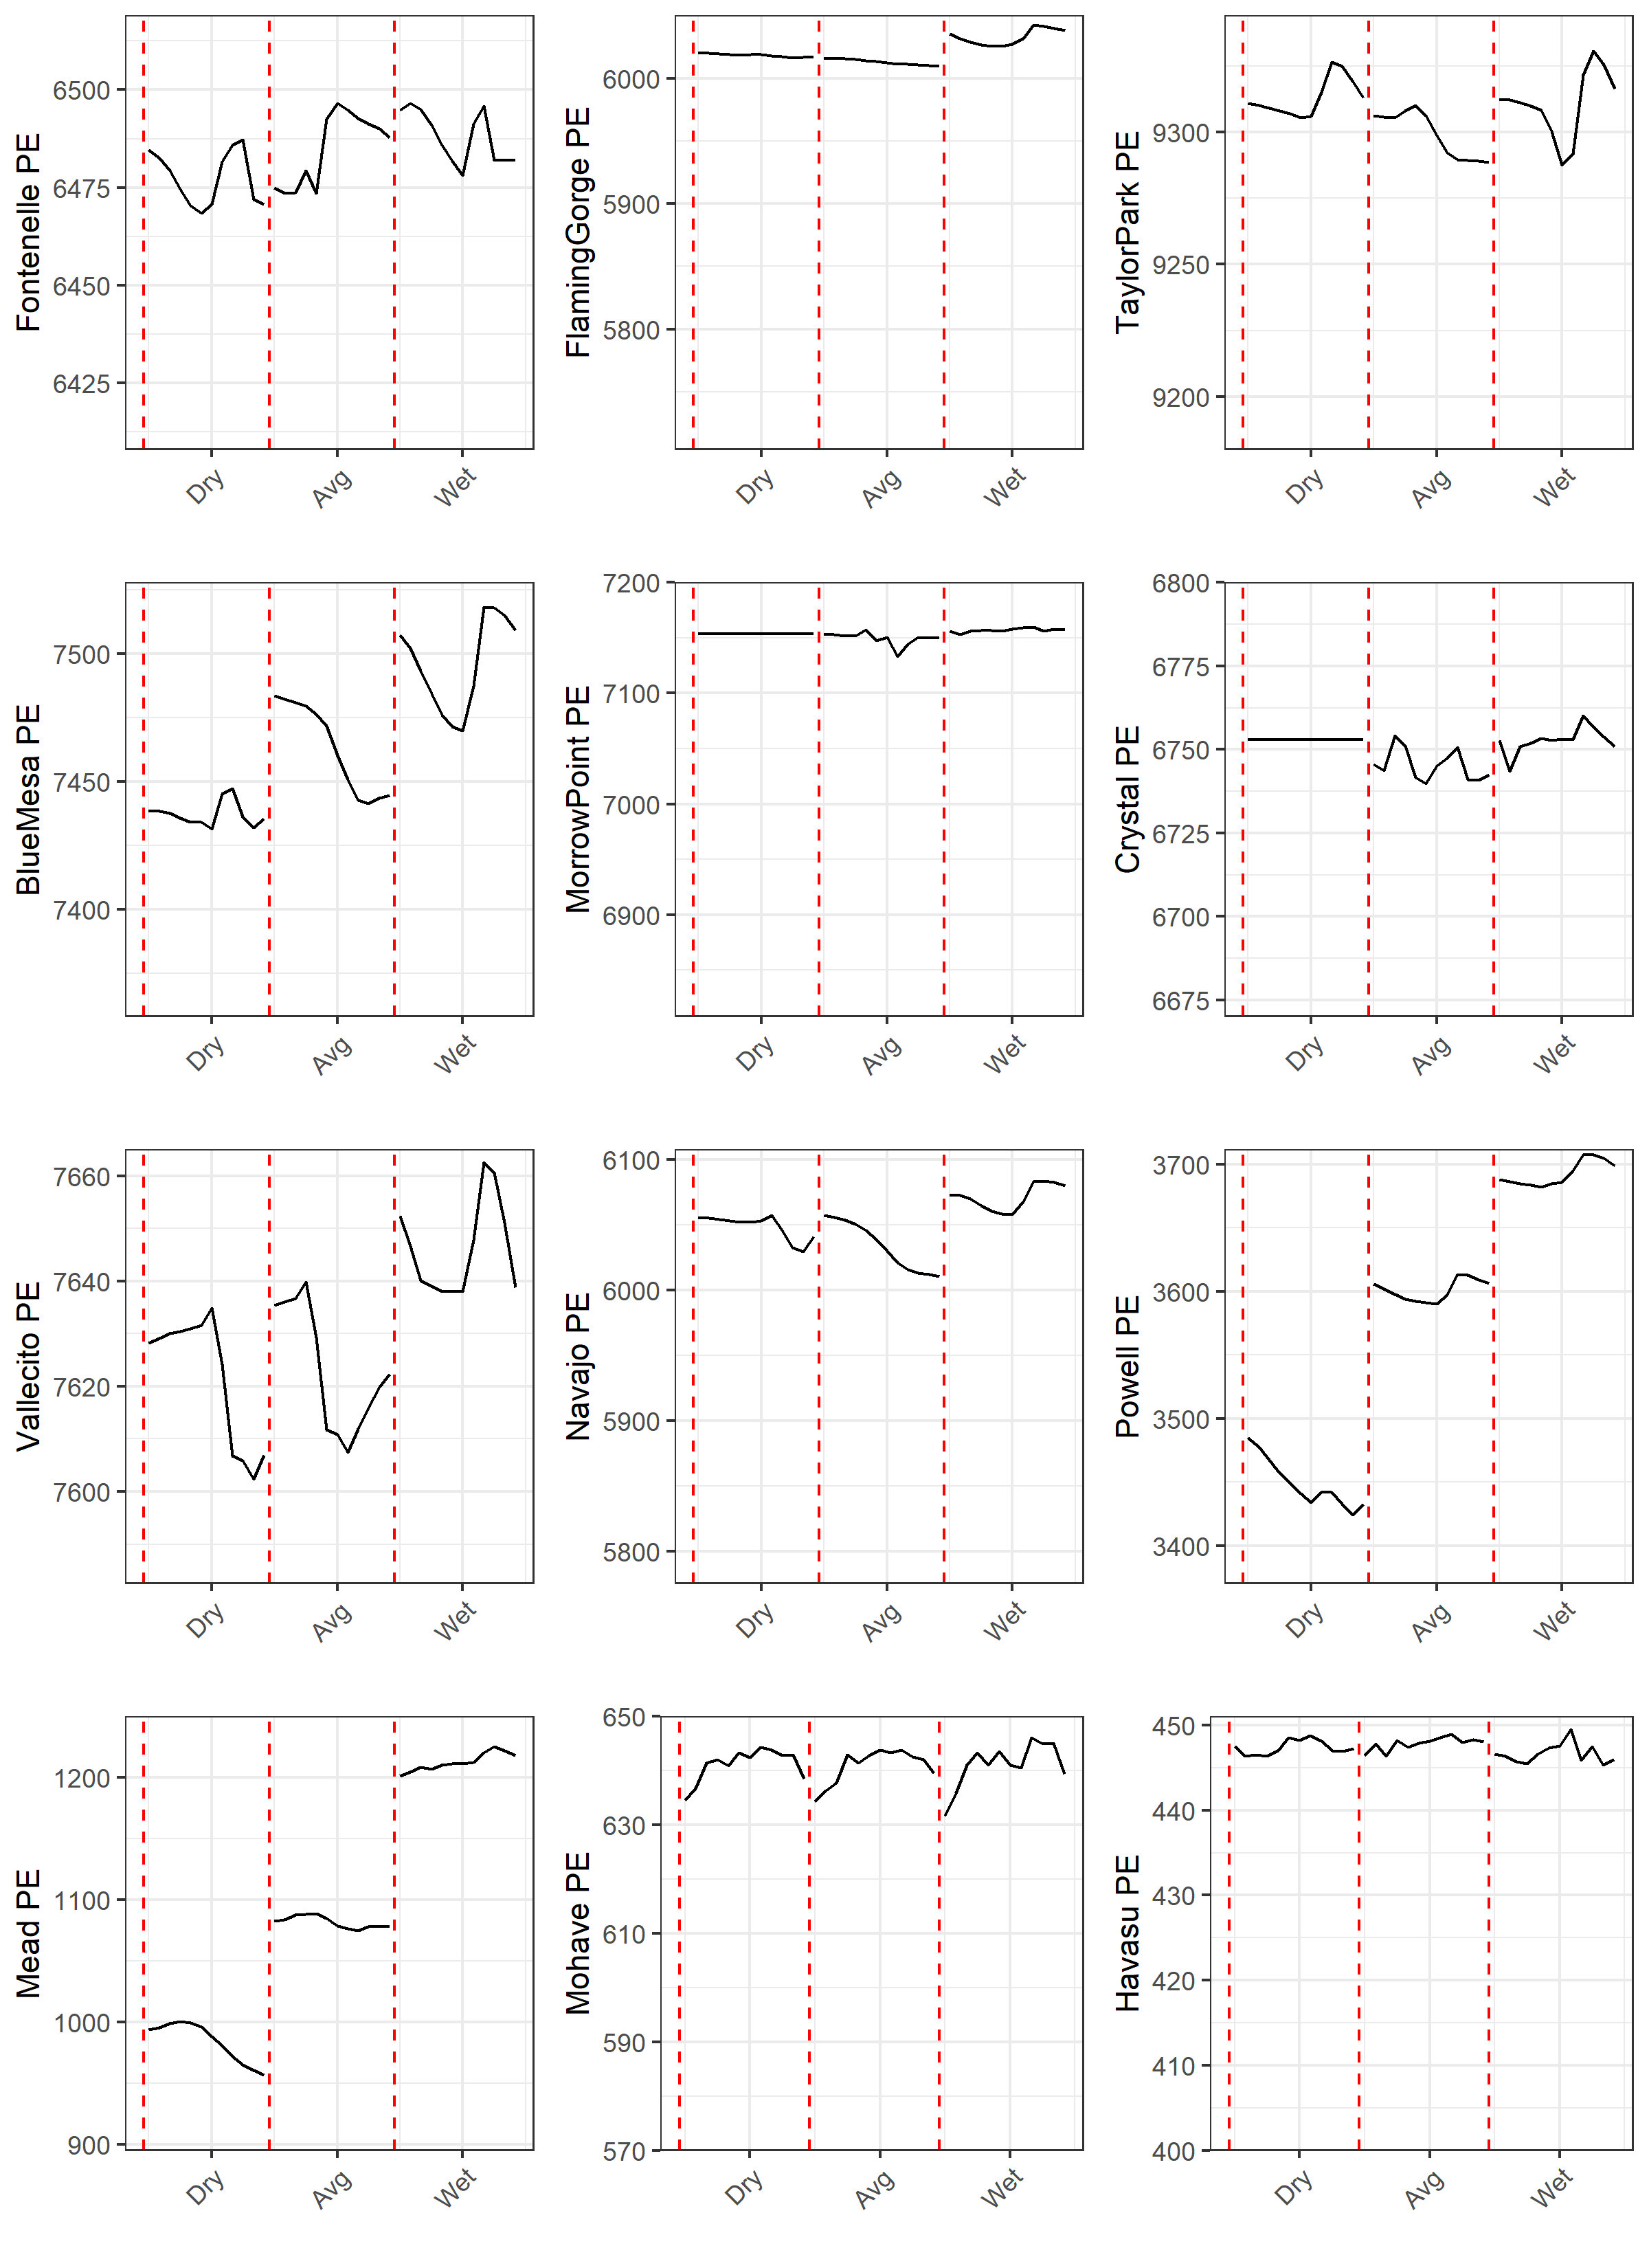 Fontenelle PE
6500
6475
6450
6425
Dry
Avg
Wet
FlamingGorge PE
6000
5900
5800
Dry
Avg
Wet
TaylorPark PE
9300
9250
9200
Dry
Avg
Wet
BlueMesa PE
7500
7450
7400
Dry
Avg
Wet
MorrowPoint PE
7200
7100
7000
6900
Dry
Avg
Wet
Crystal PE
6800
6775
6750
6725
6700
6675
Dry
Avg
Wet
Vallecito PE
7660
7640
7620
7600
Dry
Avg
Wet
Navajo PE
6100
6000
5900
5800
Dry
Avg
Wet
Powell PE
3700
3600
3500
3400
Dry
Avg
Wet
Mead PE
1200
1100
1000
900
Dry
Avg
Wet
Mohave PE
650
630
610
590
570
Dry
Avg
Wet
Havasu PE
450
440
430
420
410
400
Dry
Avg
Wet